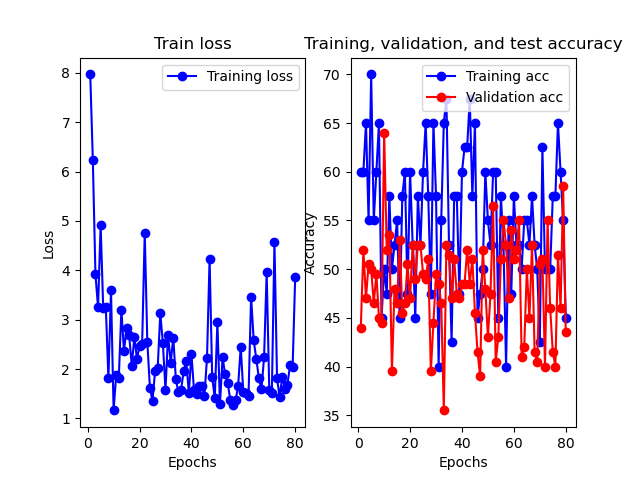 Train loss
Training, validation, and test accuracy
Training loss
Training acc
Validation acc
Loss
Accuracy
8
7
6
5
4
3
2
1
0
20
40
60
80
Epochs
70
65
60
55
50
45
40
35
0
20
40
60
80
Epochs